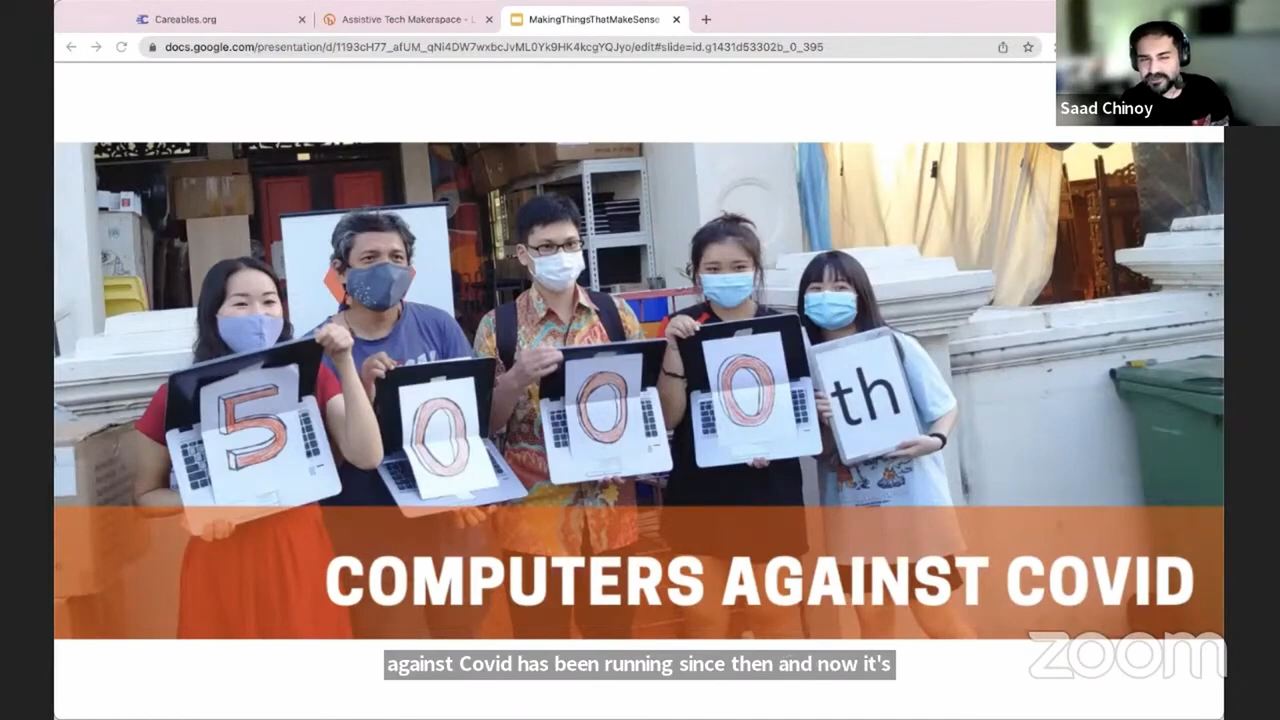 Careables.org
Assistive Tech Makerspace - L
MakingThingsThatMakeSense
docs.google.com/presentation/d/1193cH77_afUM_qNi4DW7wxbcJvML0Yk9HK4kcgYQJyo/edit#slide=id.g1431d53302b_0_395
Saad Chinoy
5 0 0 0 th
COMPUTERS AGAINST COVID
against Covid has been running since then and now it's
zoom